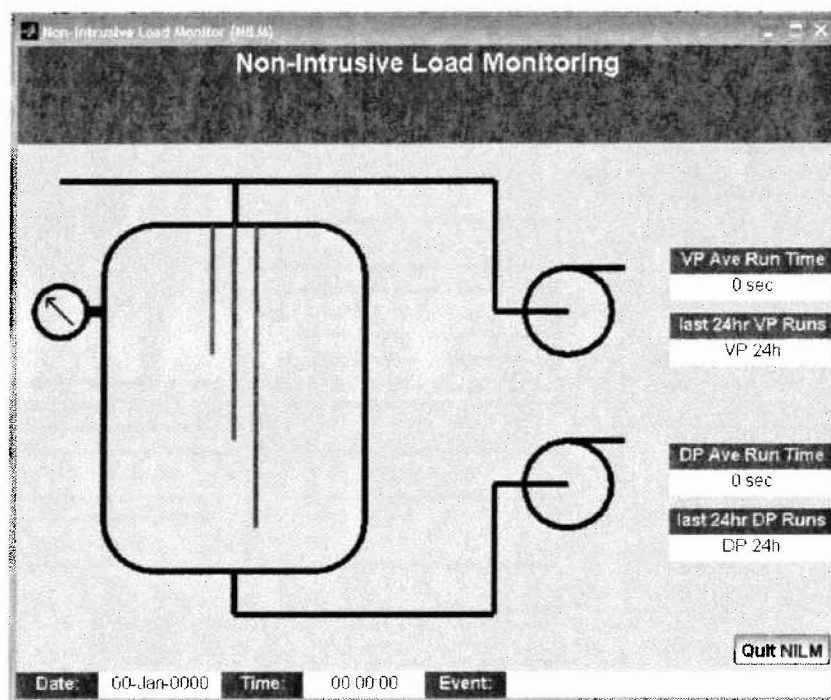 Non-Intrusive Load Monitor (NILM)
Non-Intrusive Load Monitoring
VP Ave Run Time
0 sec
last 24hr VP Runs
VP 24h
DP Ave Run Time
0 sec
last 24hr DP Runs
DP 24h
Quit NILM
Date: 00-Jan-0000 Time: 00:00:00 Event: